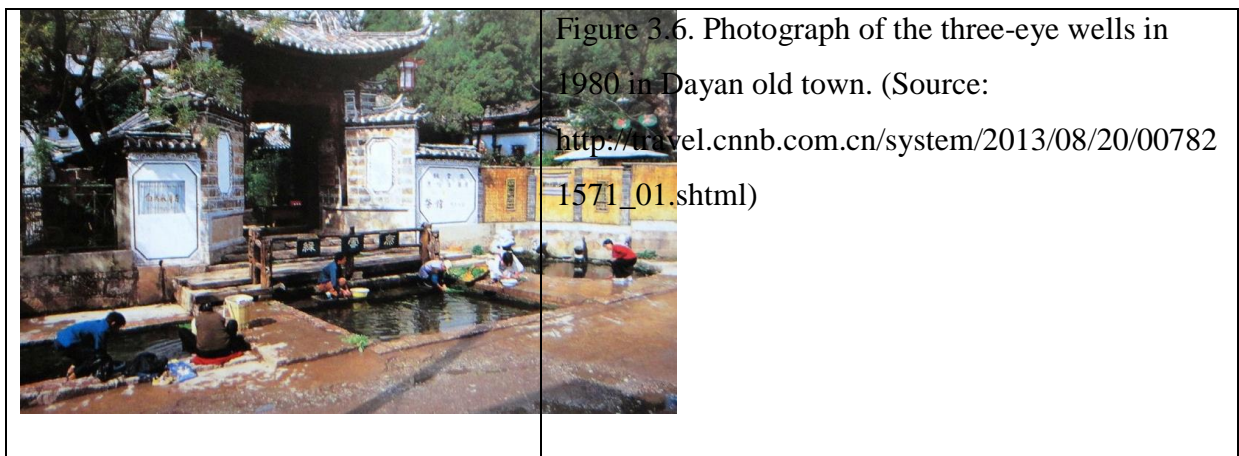 Figure 3.6. Photograph of the three-eye wells in
1980 in Dayan old town. (Source:
http://travel.cnnb.com.cn/system/2013/08/20/00782
1571_01.shtml)